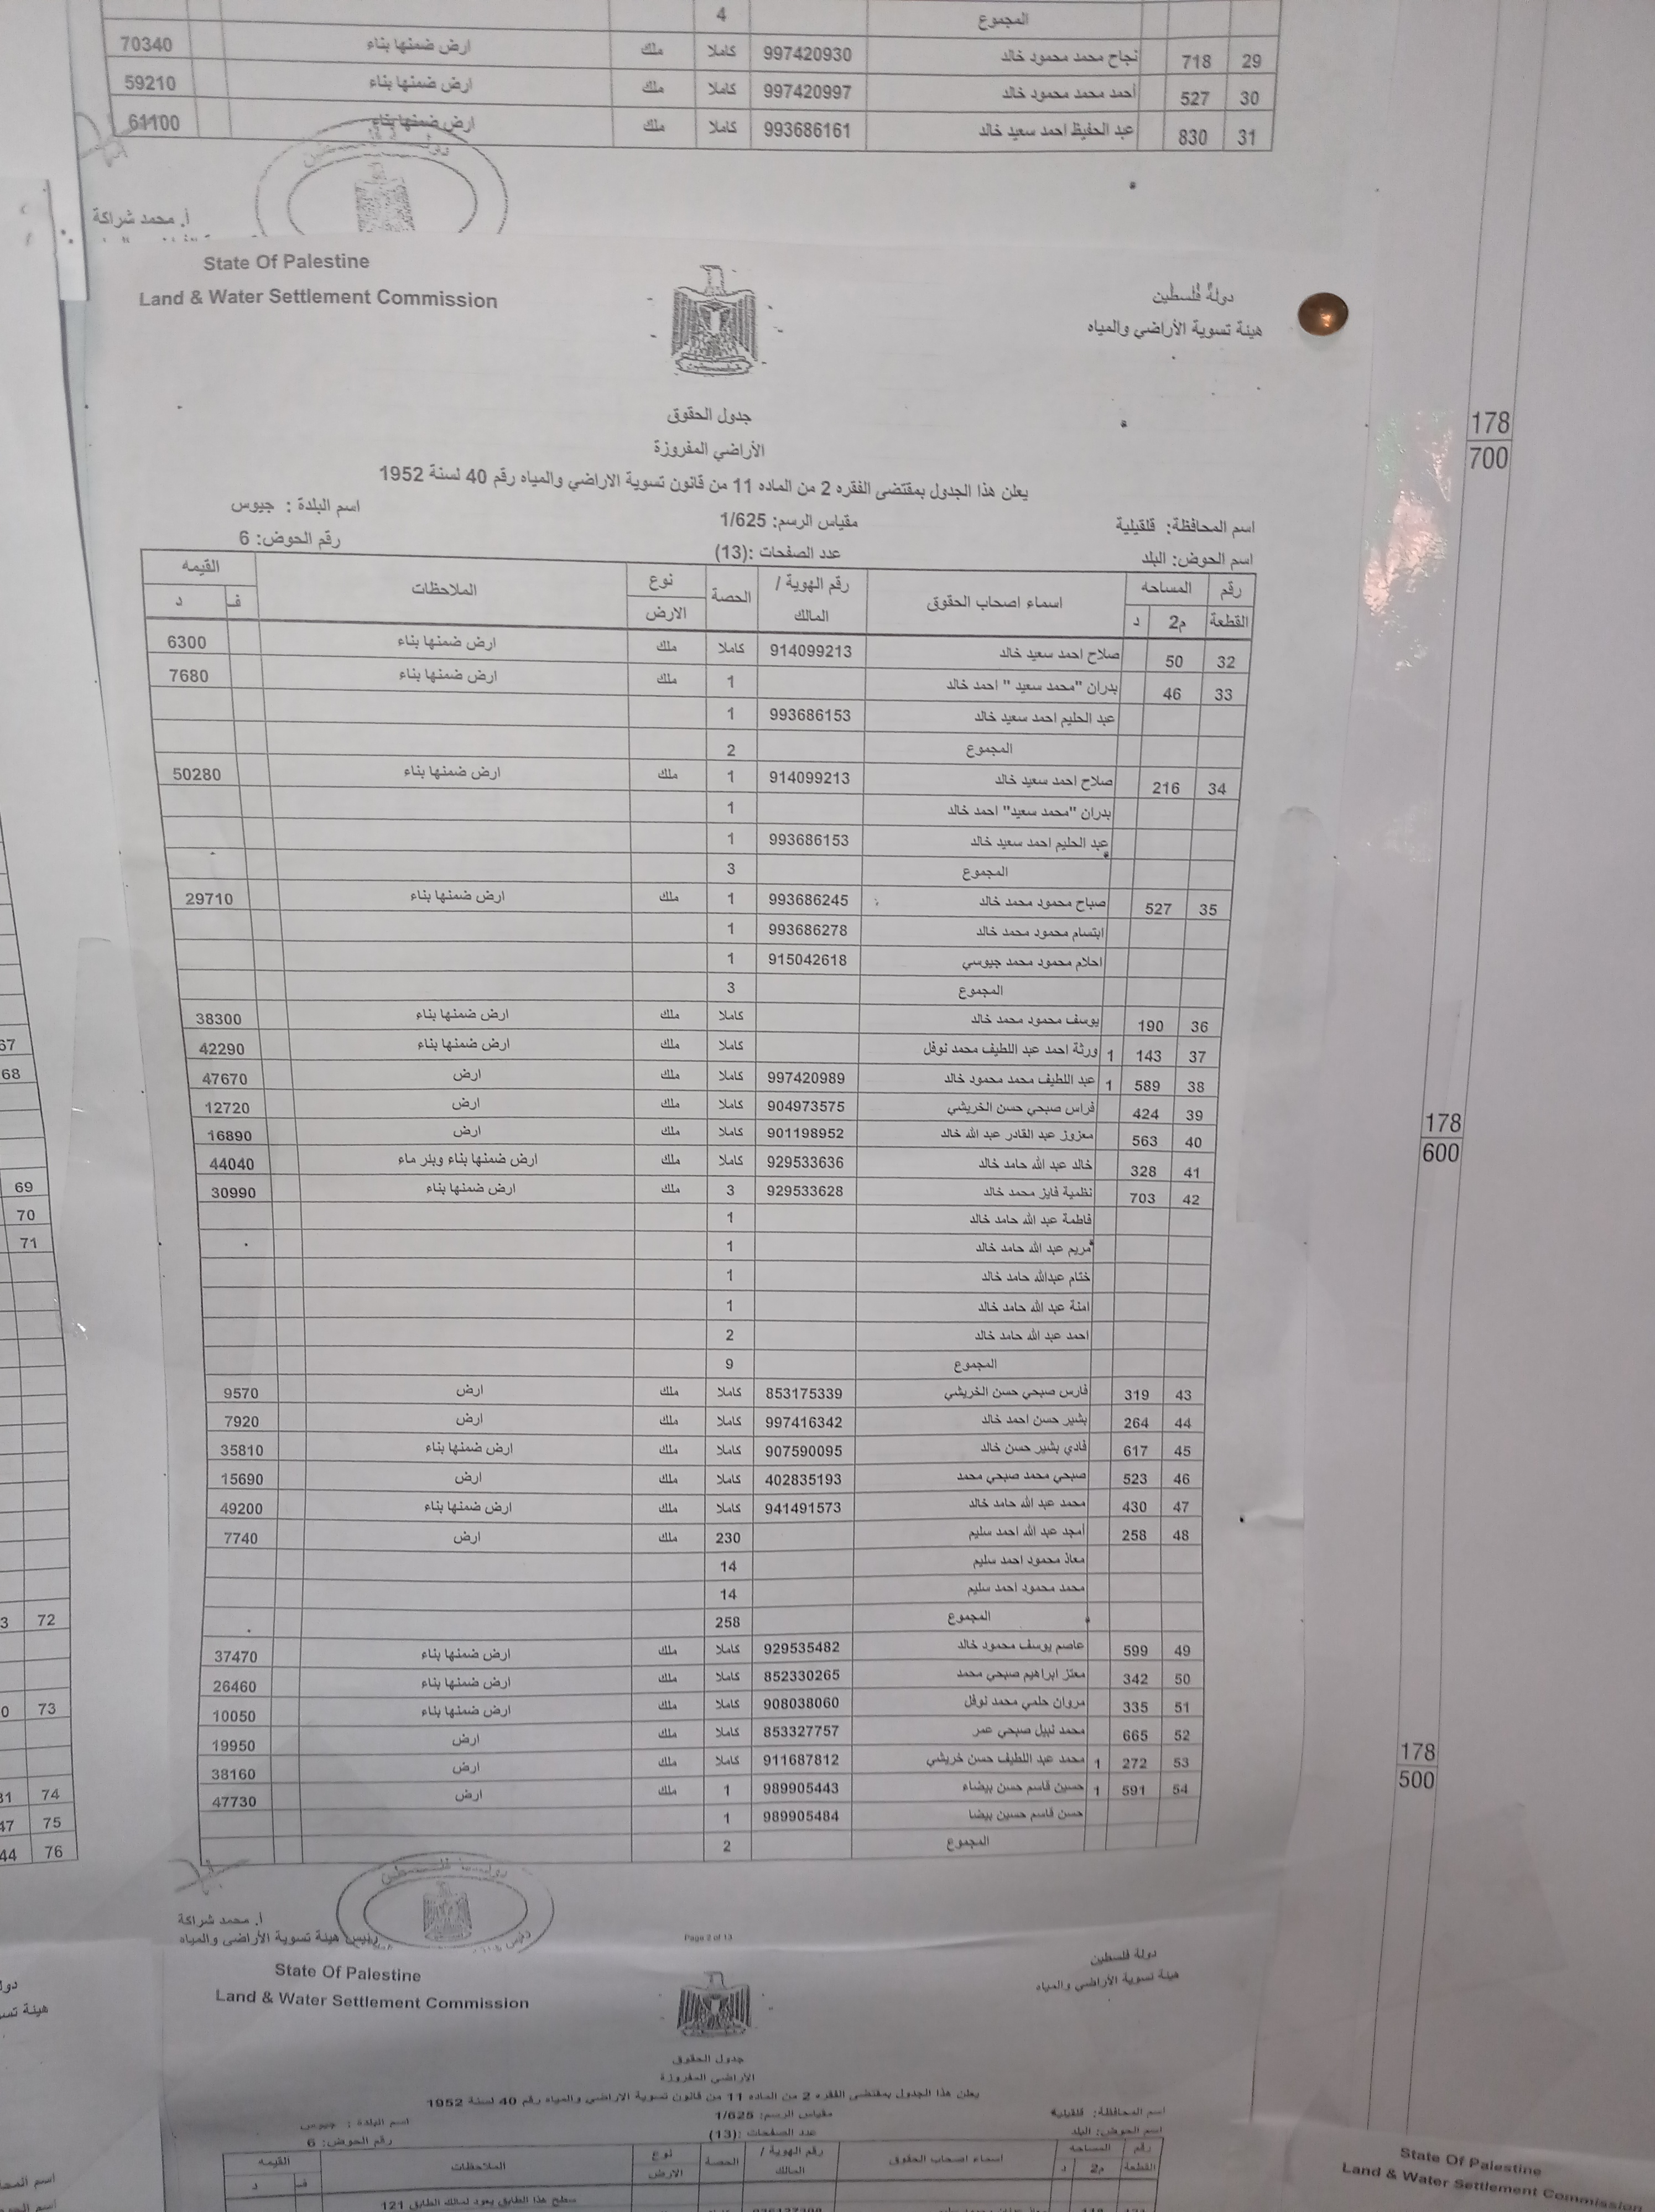 المجموع 4
29 718 نجاح محمد محمود خالد 997420930 كاملا ملك ارض ضمنها بناء 70340
30 527 احمد محمد محمود خالد 997420997 كاملا ملك ارض ضمنها بناء 59210
31 830 عبد الحفيظ احمد سعيد خالد 993686161 كاملا ملك ارض ضمنها بناء 61100
أ. محمد شراكة
State Of Palestine
Land & Water Settlement Commission
دولة فلسطين
هيئة تسوية الأراضي والمياه
جدول الحقوق
الأراضي المفروزة
يعلن هذا الجدول بمقتضى الفقره 2 من الماده 11 من قانون تسوية الاراضي والمياه رقم 40 لسنة 1952
اسم المحافظة: قلقيلية مقياس الرسم: 1/625 اسم البلدة : جيوس
اسم الحوض: البلد عدد الصفحات :(13) رقم الحوض: 6
رقم القطعة المساحه د م2 اسماء اصحاب الحقوق رقم الهوية / المالك الحصة نوع الارض الملاحظات القيمه ف د
32 50 صلاح احمد سعيد خالد 914099213 كاملا ملك ارض ضمنها بناء 6300
33 46 بدران "محمد سعيد " احمد خالد 1 ملك ارض ضمنها بناء 7680
عبد الحليم احمد سعيد خالد 993686153 1
المجموع 2
34 216 صلاح احمد سعيد خالد 914099213 1 ملك ارض ضمنها بناء 50280
بدران "محمد سعيد" احمد خالد 1
عبد الحليم احمد سعيد خالد 993686153 1
المجموع 3
35 527 صباح محمود محمد خالد 993686245 1 ملك ارض ضمنها بناء 29710
ابتسام محمود محمد خالد 993686278 1
احلام محمود محمد جيوسي 915042618 1
المجموع 3
36 190 يوسف محمود محمد خالد كاملا ملك ارض ضمنها بناء 38300
37 143 1 ورثة احمد عبد اللطيف محمد نوفل كاملا ملك ارض ضمنها بناء 42290
38 589 1 عبد اللطيف محمد محمود خالد 997420989 كاملا ملك ارض 47670
39 424 فراس صبحي حسن الخريشي 904973575 كاملا ملك ارض 12720
40 563 معزوز عبد القادر عبد الله خالد 901198952 كاملا ملك ارض 16890
41 328 خالد عبد الله حامد خالد 929533636 كاملا ملك ارض ضمنها بناء وبئر ماء 44040
42 703 نظمية فايز محمد خالد 929533628 3 ملك ارض ضمنها بناء 30990
فاطمة عبد الله حامد خالد 1
مريم عبد الله حامد خالد 1
ختام عبدالله حامد خالد 1
امنة عبد الله حامد خالد 1
احمد عبد الله حامد خالد 2
المجموع 9
43 319 فارس صبحي حسن الخريشي 853175339 كاملا ملك ارض 9570
44 264 بشير حسن احمد خالد 997416342 كاملا ملك ارض 7920
45 617 فادي بشير حسن خالد 907590095 كاملا ملك ارض ضمنها بناء 35810
46 523 صبحي محمد صبحي محمد 402835193 كاملا ملك ارض 15690
47 430 محمد عبد الله حامد خالد 941491573 كاملا ملك ارض ضمنها بناء 49200
48 258 امجد عبد الله احمد سليم 230 ملك ارض 7740
معاذ محمود احمد سليم 14
محمد محمود احمد سليم 14
المجموع 258
49 599 عاصم يوسف محمود خالد 929535482 كاملا ملك ارض ضمنها بناء 37470
50 342 معتز ابراهيم صبحي محمد 852330265 كاملا ملك ارض ضمنها بناء 26460
51 335 مروان حلمي محمد نوفل 908038060 كاملا ملك ارض ضمنها بناء 10050
52 665 محمد نبيل صبحي عمر 853327757 كاملا ملك ارض 19950
53 272 1 محمد عبد اللطيف حسن خريشي 911687812 كاملا ملك ارض 38160
54 591 1 حسين قاسم حسن بيضاء 989905443 1 ملك ارض 47730
حسن قاسم حسين بيضا 989905484 1
المجموع 2
دولة فلسطين
أ. محمد شراكة
رئيس هيئة تسوية الأراضي والمياه
Page 2 of 13
State Of Palestine
Land & Water Settlement Commission
دولة فلسطين
هيئة تسوية الأراضي والمياه
جدول الحقوق
الأراضي المفروزة
يعلن هذا الجدول بمقتضى الفقره 2 من الماده 11 من قانون تسوية الاراضي والمياه رقم 40 لسنة 1952
اسم المحافظة: قلقيلية مقياس الرسم: 1/625 اسم البلدة : جيوس
اسم الحوض: البلد عدد الصفحات :(13) رقم الحوض: 6
رقم القطعة المساحه د م2 اسماء اصحاب الحقوق رقم الهوية / المالك الحصة نوع الارض الملاحظات القيمه ف د
سطح هذا الطابق يعود لمالك الطابق 121
178
700
178
600
178
500
67
68
69
70
71
72
73
74
75
76
State Of Palestine
Land & Water Settlement Commission